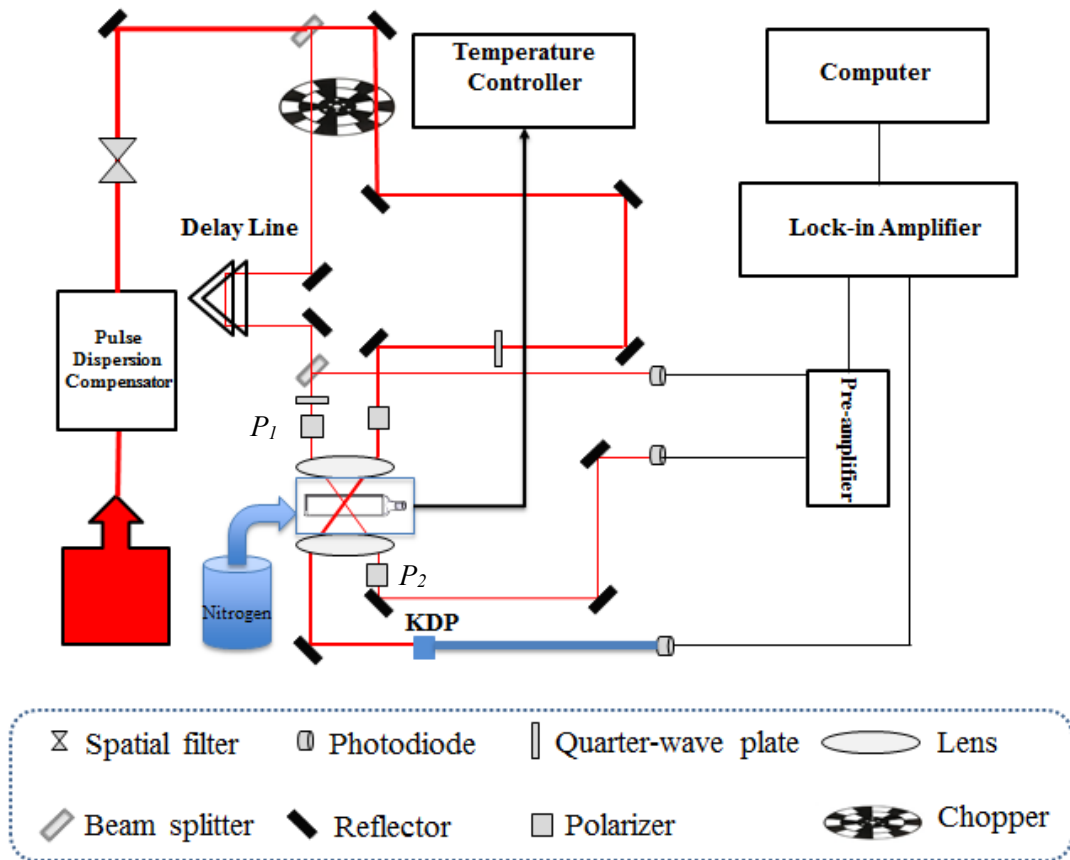 Temperature
Controller
Computer
Delay Line
Lock-in Amplifier
Pulse
Dispersion
Compensator
Pre-amplifier
P1
P2
Nitrogen
KDP
Spatial filter
Photodiode
Quarter-wave plate
Lens
Beam splitter
Reflector
Polarizer
Chopper